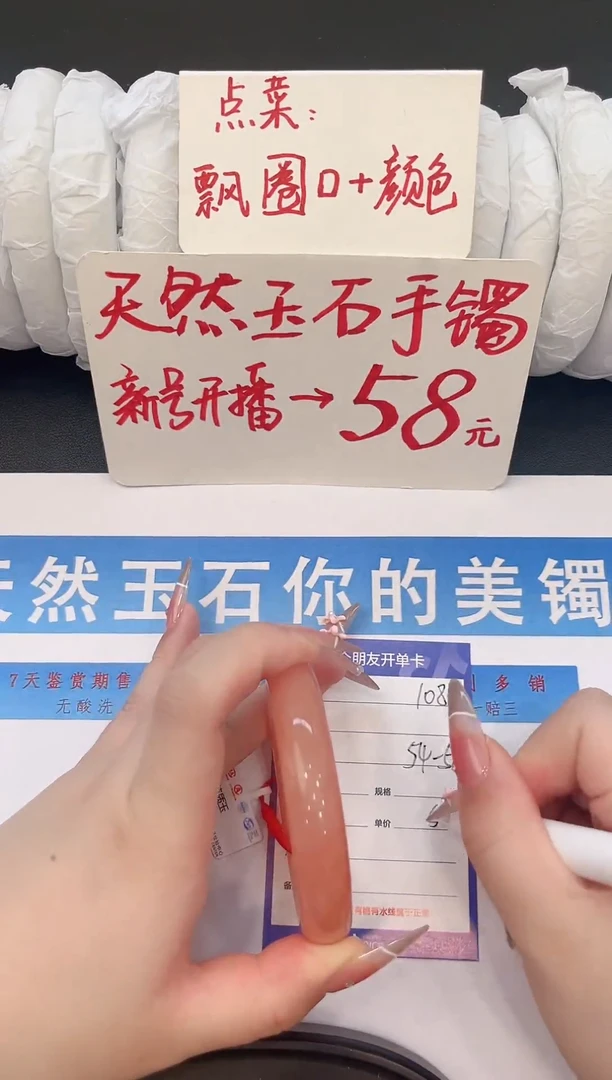 点菜：
飘圈口+颜色
天然玉石手镯
新号开播→58元
天然玉石你的美镯
7天鉴赏期售
多销
无酸洗
一赔三
朋友开单卡
108
54-5
规格
单价 5